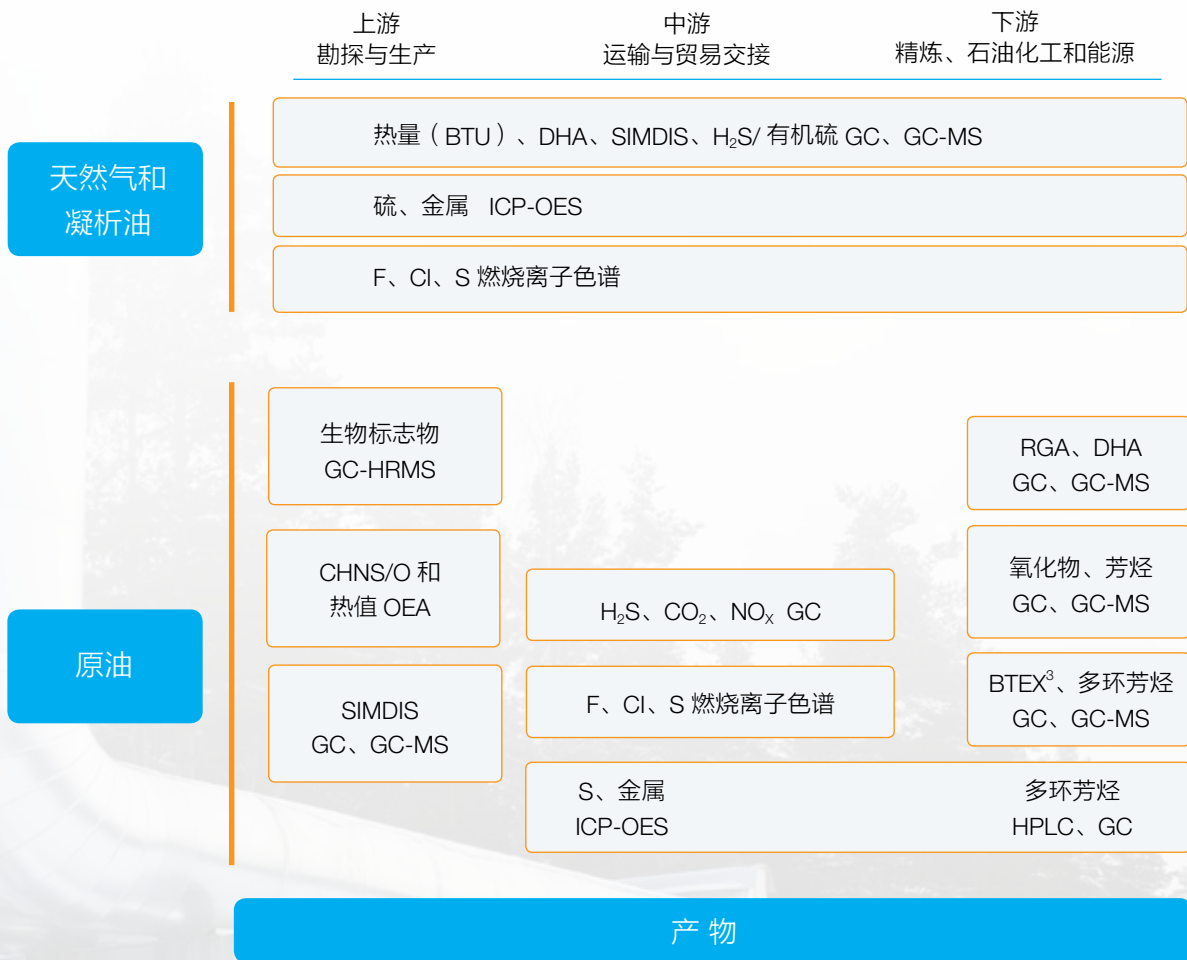 上游
勘探与生产
中游
运输与贸易交接
下游
精炼、石油化工和能源
天然气和
凝析油
热量（BTU）、DHA、SIMDIS、H₂S/ 有机硫 GC、GC-MS
硫、金属 ICP-OES
F、Cl、S 燃烧离子色谱
原油
生物标志物
GC-HRMS
CHNS/O 和
热值 OEA
SIMDIS
GC、GC-MS
H₂S、CO₂、NOₓ GC
F、Cl、S 燃烧离子色谱
S、金属
ICP-OES
RGA、DHA
GC、GC-MS
氧化物、芳烃
GC、GC-MS
BTEX³、多环芳烃
GC、GC-MS
多环芳烃
HPLC、GC
产 物